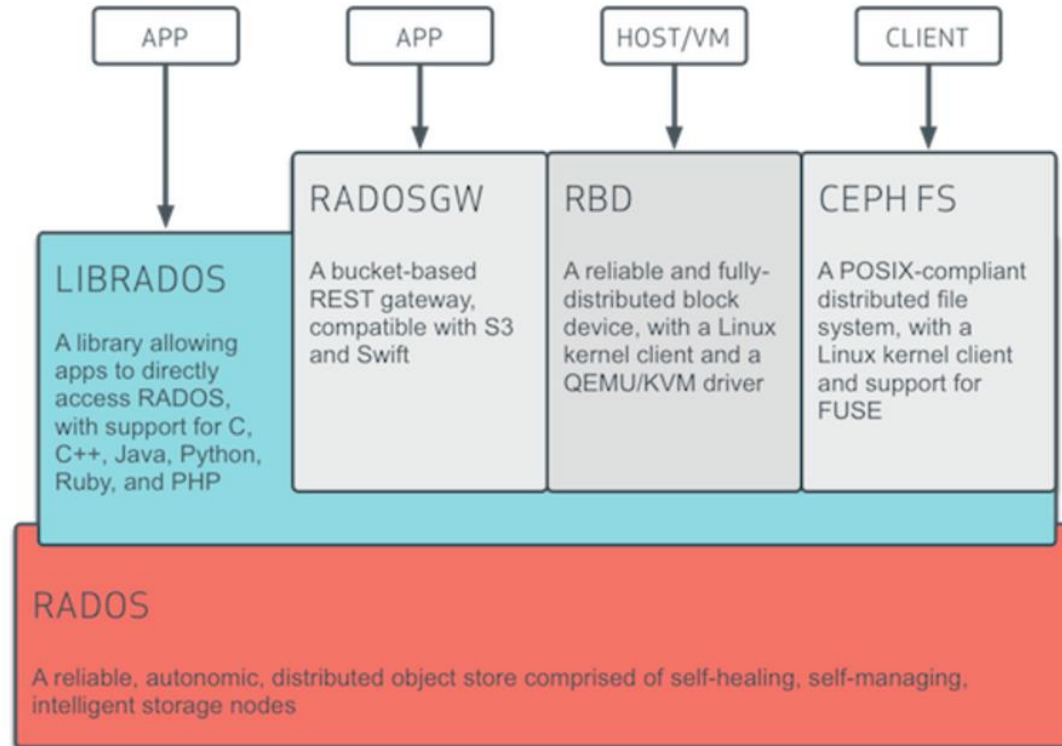 APP
APP
HOST/VM
CLIENT
LIBRADOS
A library allowing
apps to directly
access RADOS,
with support for C,
C++, Java, Python,
Ruby, and PHP
RADOSGW
A bucket-based
REST gateway,
compatible with S3
and Swift
RBD
A reliable and fully-
distributed block
device, with a Linux
kernel client and a
QEMU/KVM driver
CEPH FS
A POSIX-compliant
distributed file
system, with a
Linux kernel client
and support for
FUSE
RADOS
A reliable, autonomic, distributed object store comprised of self-healing, self-managing,
intelligent storage nodes